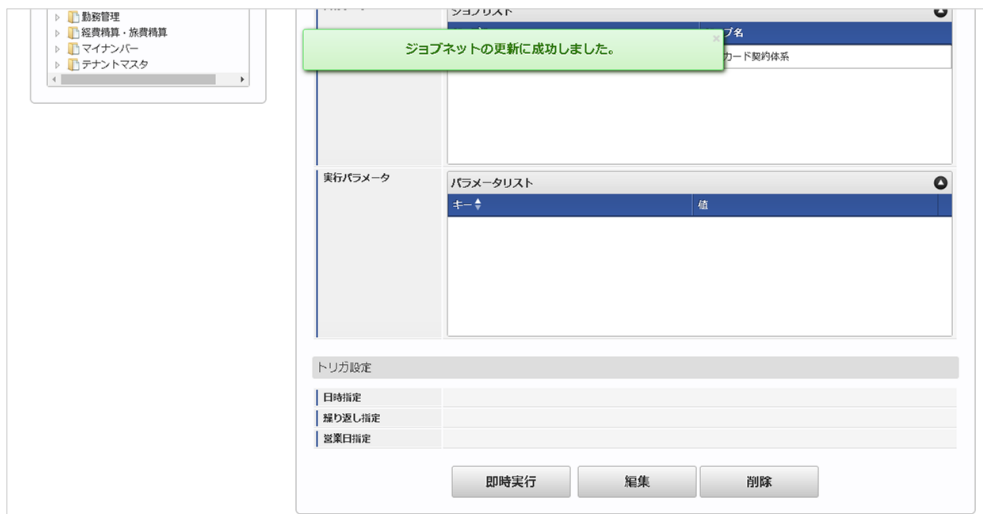 勤務管理
経費精算・旅費精算
マイナンバー
テナントマスタ
ジョブリスト
ジョブネットの更新に成功しました。
×
ブ名
カード契約体系
実行パラメータ
パラメータリスト
キー
値
トリガ設定
日時指定
繰り返し指定
営業日指定
即時実行
編集
削除